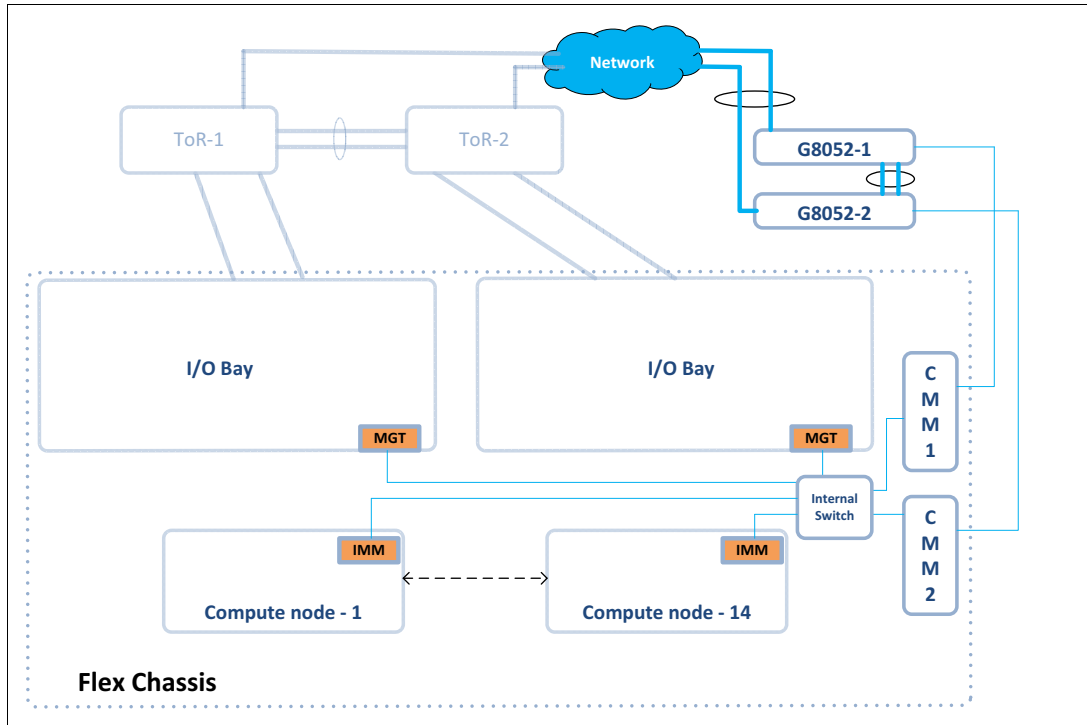 Network
ToR-1
ToR-2
G8052-1
G8052-2
I/O Bay
I/O Bay
MGT
MGT
C
M
M
1
Internal
Switch
IMM
IMM
C
M
M
2
Compute node - 1
Compute node - 14
Flex Chassis